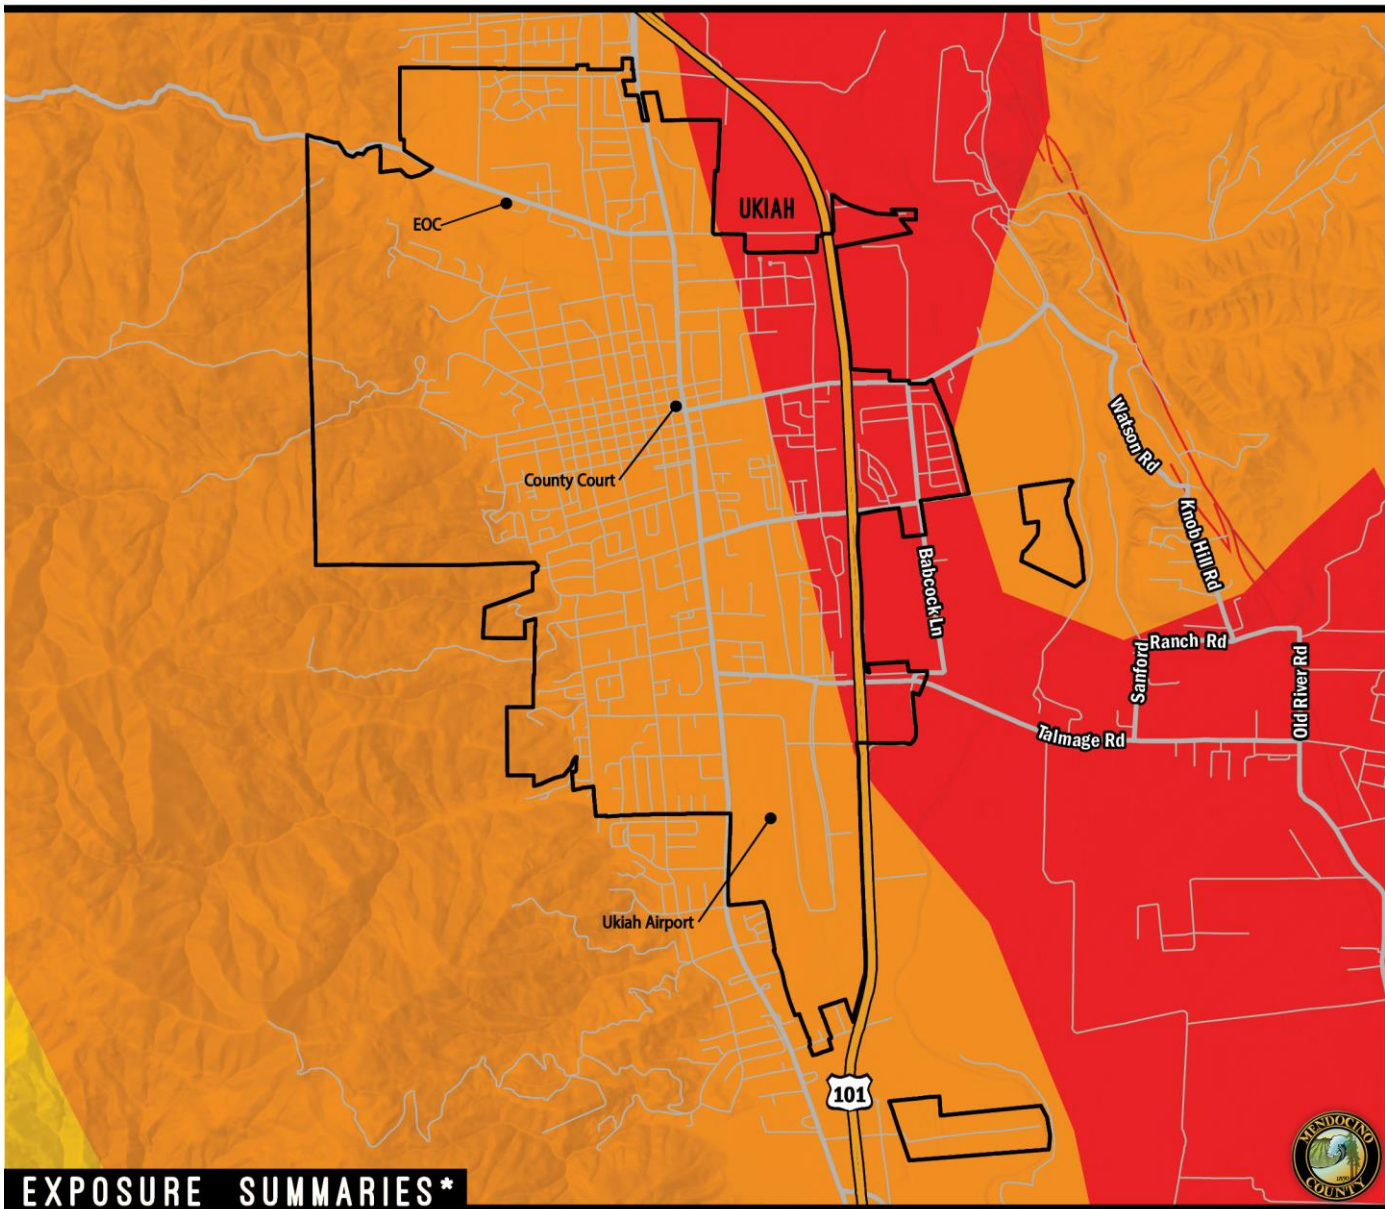 UKIAH
EOC
County Court
Watson Rd
Knob Hill Rd
Babcock Ln
Ranch Rd
Sanford
Old River Rd
Talmage Rd
Ukiah Airport
101
MENDOCINO
1850
COUNTY
EXPOSURE SUMMARIES*